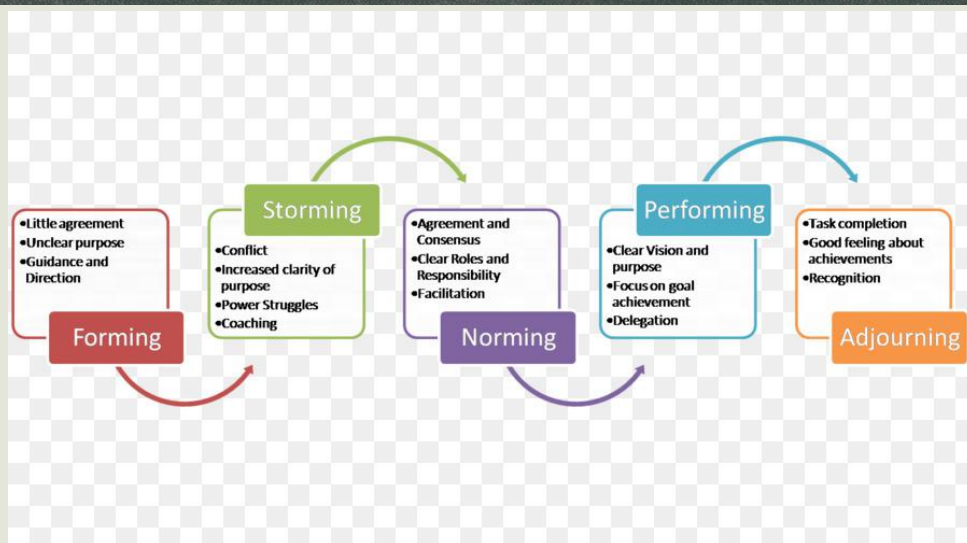 •Little agreement
•Unclear purpose
•Guidance and
Direction
Forming
Storming
•Conflict
•Increased clarity of
purpose
•Power Struggles
•Coaching
•Agreement and
Consensus
•Clear Roles and
Responsibility
•Facilitation
Norming
Performing
•Clear Vision and
purpose
•Focus on goal
achievement
•Delegation
•Task completion
•Good feeling about
achievements
•Recognition
Adjourning